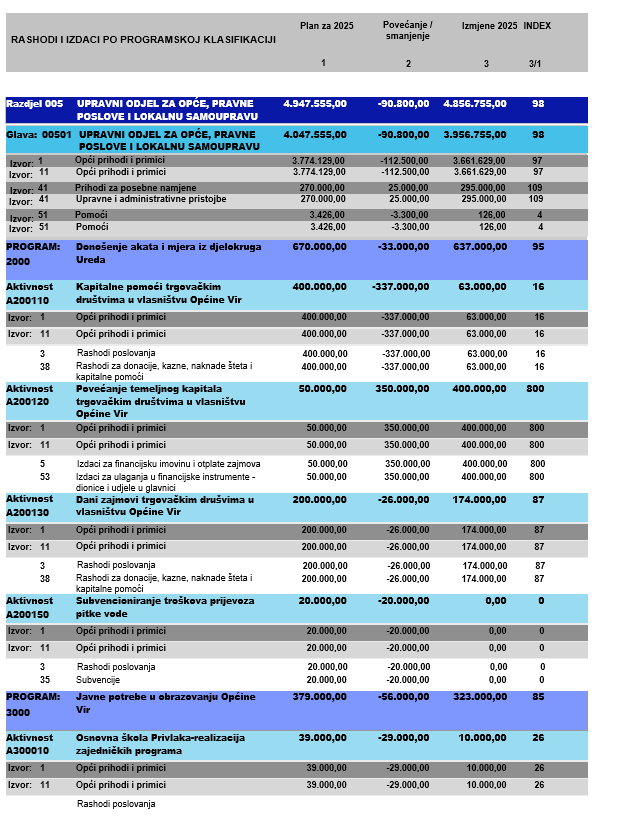 RASHODI I IZDACI PO PROGRAMSKOJ KLASIFIKACIJI Plan za 2025 Povećanje / smanjenje Izmjene 2025 INDEX
1 2 3 3/1
Razdjel 005 UPRAVNI ODJEL ZA OPĆE, PRAVNE 4.947.555,00 -90.800,00 4.856.755,00 98
POSLOVE I LOKALNU SAMOUPRAVU
Glava: 00501 UPRAVNI ODJEL ZA OPĆE, PRAVNE 4.047.555,00 -90.800,00 3.956.755,00 98
POSLOVE I LOKALNU SAMOUPRAVU
Izvor: 1 Opći prihodi i primici 3.774.129,00 -112.500,00 3.661.629,00 97
Izvor: 11 Opći prihodi i primici 3.774.129,00 -112.500,00 3.661.629,00 97
Izvor: 41 Prihodi za posebne namjene 270.000,00 25.000,00 295.000,00 109
Izvor: 41 Upravne i administrativne pristojbe 270.000,00 25.000,00 295.000,00 109
Izvor: 51 Pomoći 3.426,00 -3.300,00 126,00 4
Izvor: 51 Pomoći 3.426,00 -3.300,00 126,00 4
PROGRAM: Donošenje akata i mjera iz djelokruga 670.000,00 -33.000,00 637.000,00 95
2000 Ureda
Aktivnost Kapitalne pomoći trgovačkim 400.000,00 -337.000,00 63.000,00 16
A200110 društvima u vlasništvu Općine Vir
Izvor: 1 Opći prihodi i primici 400.000,00 -337.000,00 63.000,00 16
Izvor: 11 Opći prihodi i primici 400.000,00 -337.000,00 63.000,00 16
3 Rashodi poslovanja 400.000,00 -337.000,00 63.000,00 16
38 Rashodi za donacije, kazne, naknade šteta i 400.000,00 -337.000,00 63.000,00 16
kapitalne pomoći
Aktivnost Povećanje temeljnog kapitala 50.000,00 350.000,00 400.000,00 800
A200120 trgovačkim društvima u vlasništvu
Općine Vir
Izvor: 1 Opći prihodi i primici 50.000,00 350.000,00 400.000,00 800
Izvor: 11 Opći prihodi i primici 50.000,00 350.000,00 400.000,00 800
5 Izdaci za financijsku imovinu i otplate zajmova 50.000,00 350.000,00 400.000,00 800
53 Izdaci za ulaganja u financijske instrumente - 50.000,00 350.000,00 400.000,00 800
dionice i udjele u glavnici
Aktivnost Dani zajmovi trgovačkim drušvima u 200.000,00 -26.000,00 174.000,00 87
A200130 vlasništvu Općine Vir
Izvor: 1 Opći prihodi i primici 200.000,00 -26.000,00 174.000,00 87
Izvor: 11 Opći prihodi i primici 200.000,00 -26.000,00 174.000,00 87
3 Rashodi poslovanja 200.000,00 -26.000,00 174.000,00 87
38 Rashodi za donacije, kazne, naknade šteta i 200.000,00 -26.000,00 174.000,00 87
kapitalne pomoći
Aktivnost Subvencioniranje troškova prijevoza 20.000,00 -20.000,00 0,00 0
A200150 pitke vode
Izvor: 1 Opći prihodi i primici 20.000,00 -20.000,00 0,00 0
Izvor: 11 Opći prihodi i primici 20.000,00 -20.000,00 0,00 0
3 Rashodi poslovanja 20.000,00 -20.000,00 0,00 0
35 Subvencije 20.000,00 -20.000,00 0,00 0
PROGRAM: Javne potrebe u obrazovanju Općine 379.000,00 -56.000,00 323.000,00 85
3000 Vir
Aktivnost Osnovna škola Privlaka-realizacija 39.000,00 -29.000,00 10.000,00 26
A300010 zajedničkih programa
Izvor: 1 Opći prihodi i primici 39.000,00 -29.000,00 10.000,00 26
Izvor: 11 Opći prihodi i primici 39.000,00 -29.000,00 10.000,00 26
Rashodi poslovanja